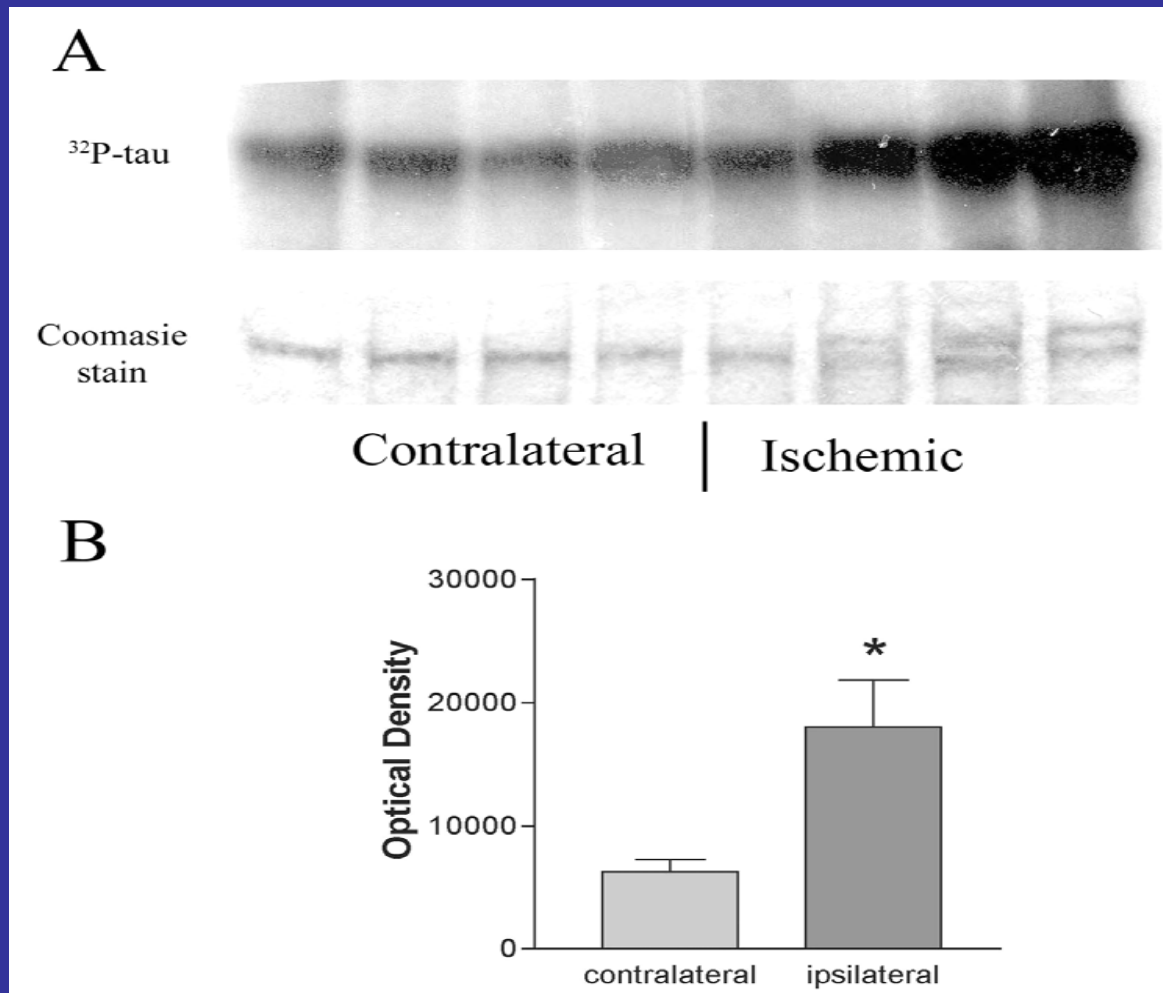 A
³²P-tau
Coomasie
stain
Contralateral | Ischemic
B
30000
20000
10000
0
Optical Density
*
contralateral ipsilateral